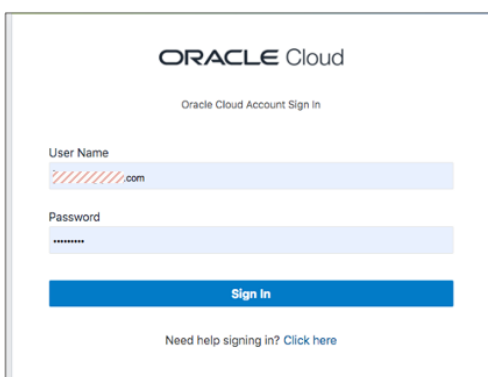 ORACLE Cloud
Oracle Cloud Account Sign In
User Name
.com
Password
•••••••••
Sign In
Need help signing in? Click here